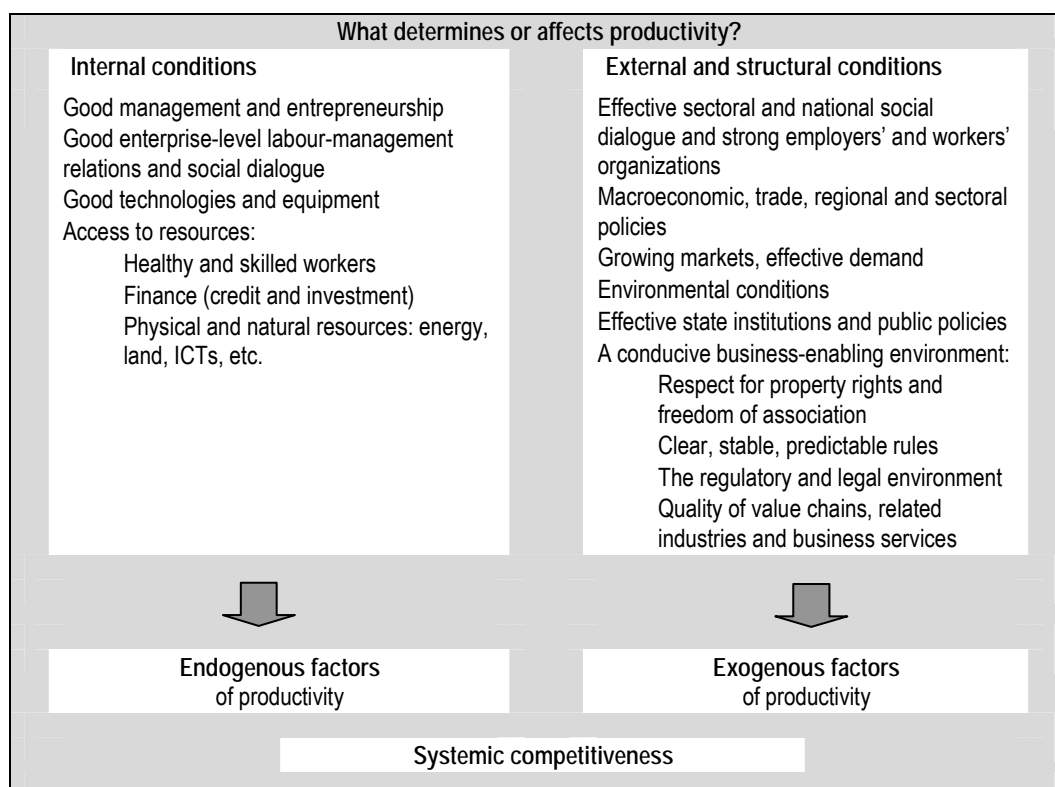 What determines or affects productivity?
Internal conditions
Good management and entrepreneurship
Good enterprise-level labour-management
relations and social dialogue
Good technologies and equipment
Access to resources:
Healthy and skilled workers
Finance (credit and investment)
Physical and natural resources: energy,
land, ICTs, etc.
External and structural conditions
Effective sectoral and national social
dialogue and strong employers’ and workers’
organizations
Macroeconomic, trade, regional and sectoral
policies
Growing markets, effective demand
Environmental conditions
Effective state institutions and public policies
A conducive business-enabling environment:
Respect for property rights and
freedom of association
Clear, stable, predictable rules
The regulatory and legal environment
Quality of value chains, related
industries and business services
Endogenous factors
of productivity
Exogenous factors
of productivity
Systemic competitiveness